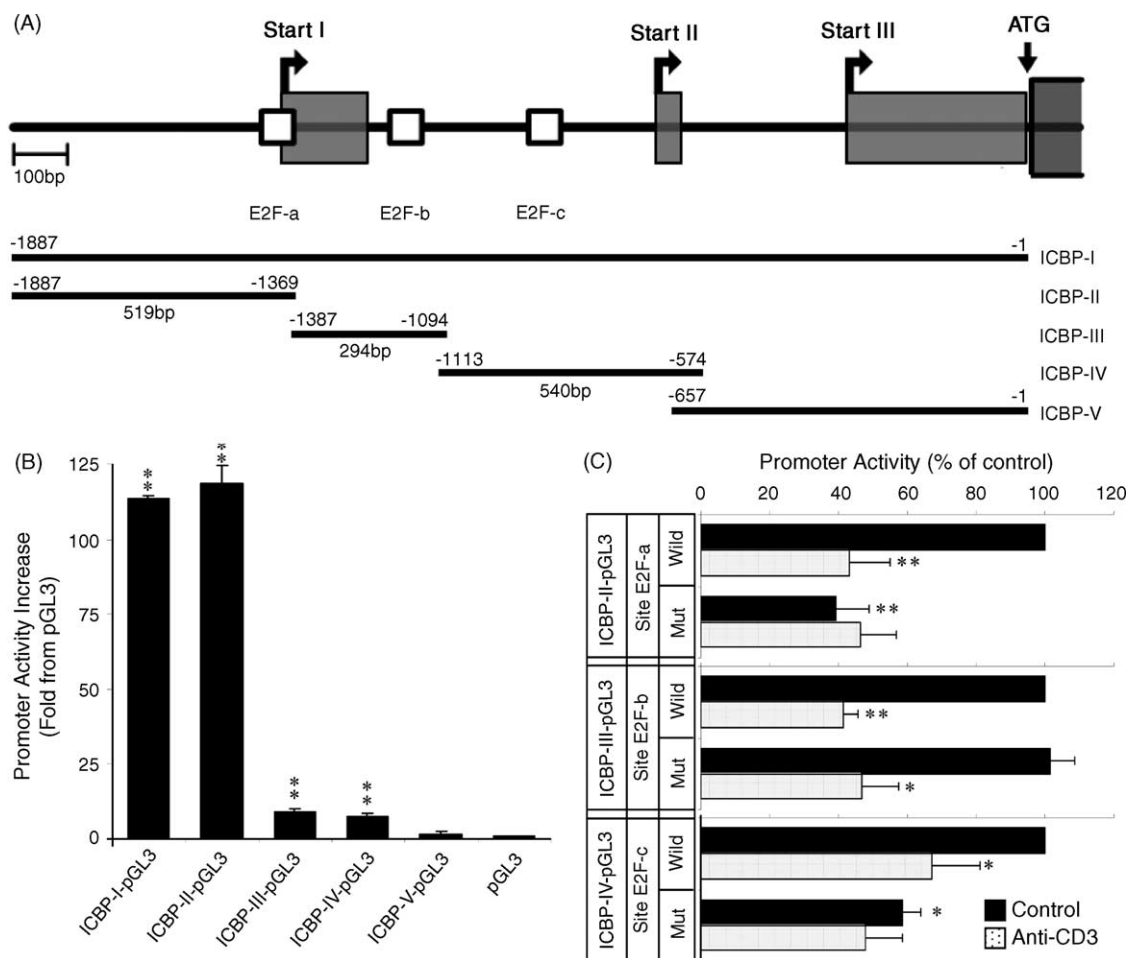 (A)
Start I
Start II
Start III
ATG
100bp
E2F-a
E2F-b
E2F-c
-1887
-1
ICBP-I
-1887
-1369
ICBP-II
519bp
-1387
-1094
ICBP-III
294bp
-1113
-574
ICBP-IV
540bp
-657
-1
ICBP-V
(B)
Promoter Activity Increase
(Fold from pGL3)
125
100
75
50
25
0
**
**
**
**
ICBP-I-pGL3
ICBP-II-pGL3
ICBP-III-pGL3
ICBP-IV-pGL3
ICBP-V-pGL3
pGL3
(C)
Promoter Activity (% of control)
0 20 40 60 80 100 120
ICBP-II-pGL3
Site E2F-a
Wild
**
Mut
**
ICBP-III-pGL3
Site E2F-b
Wild
**
Mut
*
ICBP-IV-pGL3
Site E2F-c
Wild
*
Mut
*
Control
Anti-CD3